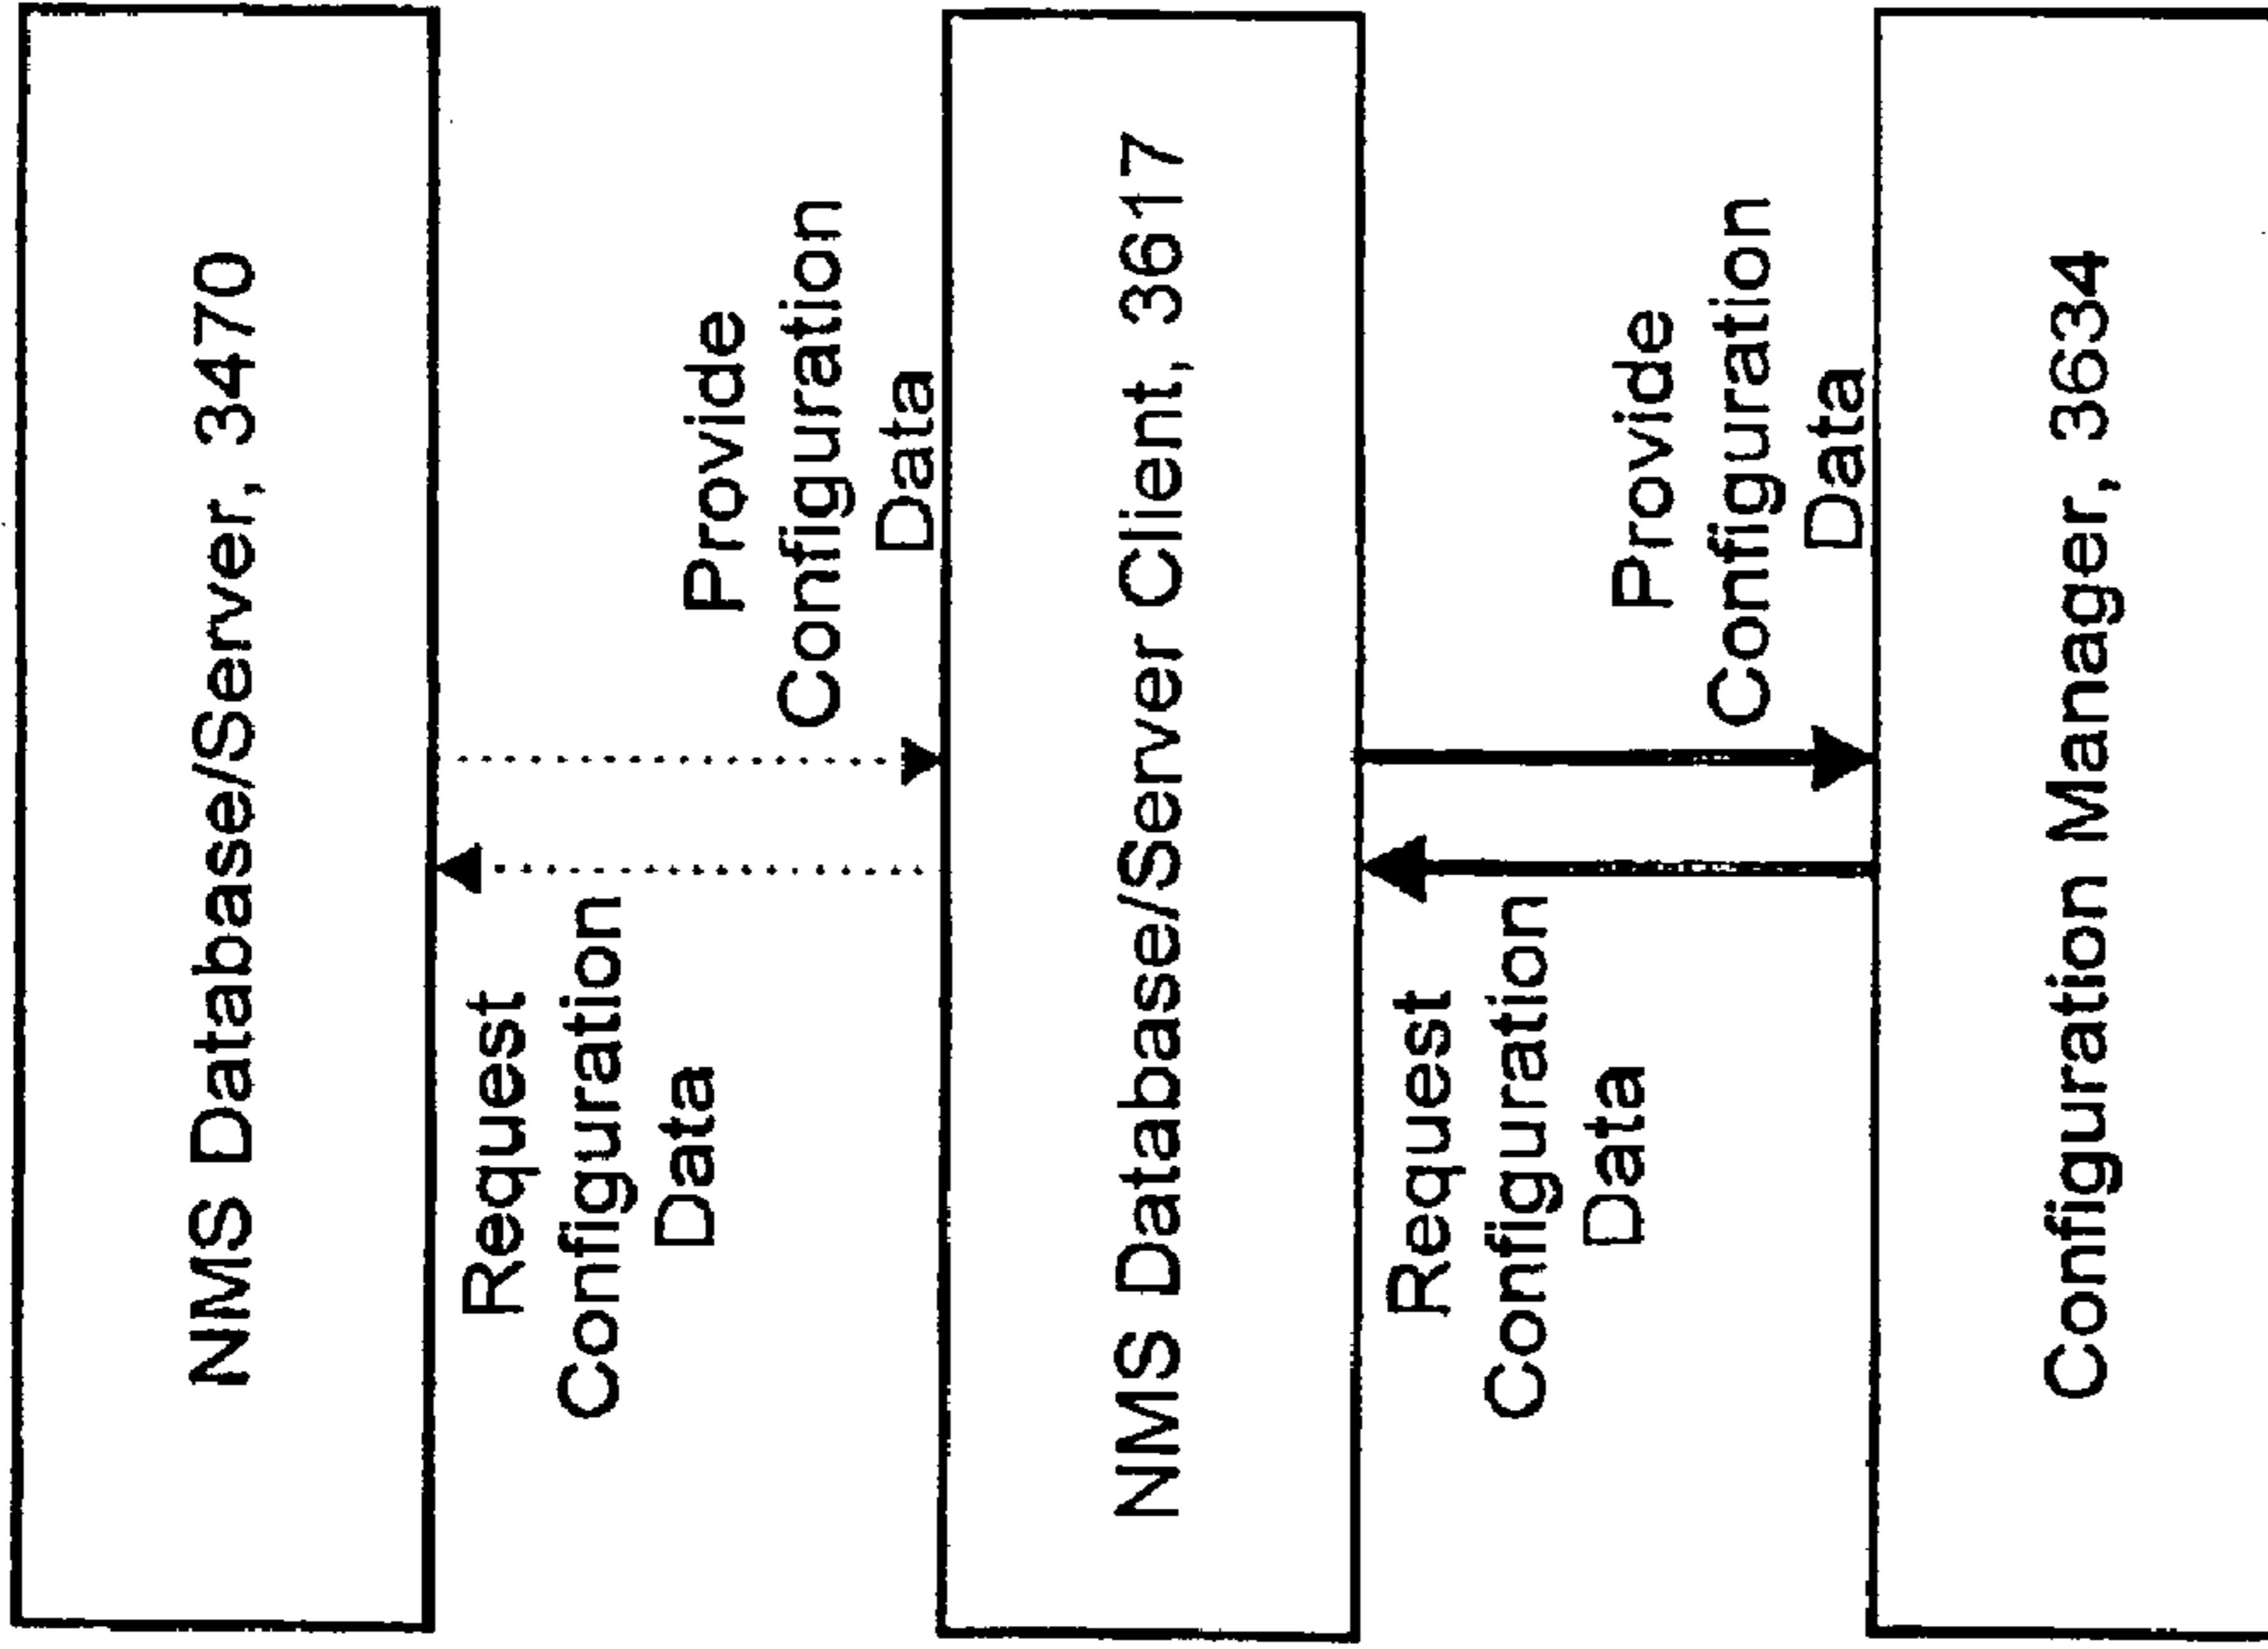 NMS Database/Server, 3470
Request
Configuration
Data
Provide
Configuration
Data
NMS Database/Server Client, 3617
Request
Configuration
Data
Provide
Configuration
Data
Configuration Manager, 3634